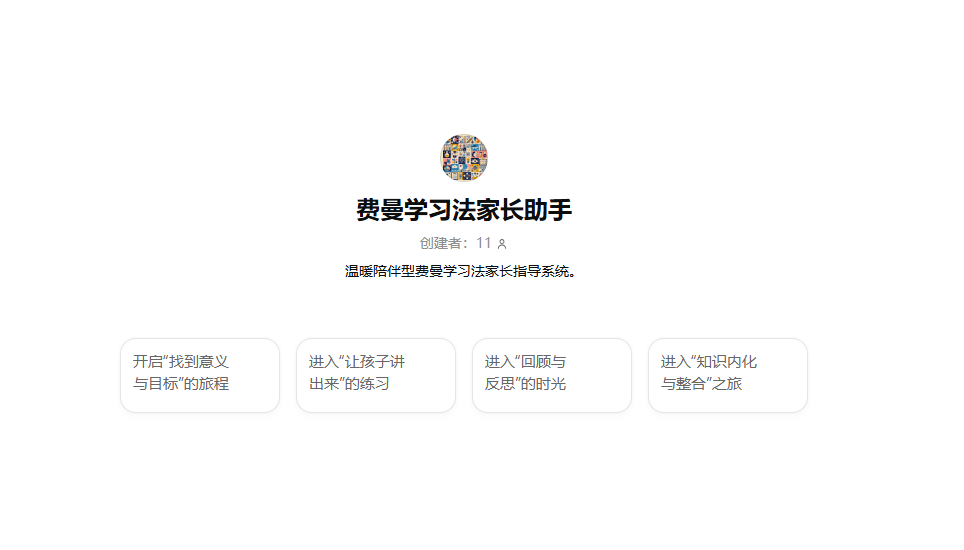 费曼学习法家长助手
创建者：11
温暖陪伴型费曼学习法家长指导系统。
开启“找到意义
与目标”的旅程
进入“让孩子讲
出来”的练习
进入“回顾与
反思”的时光
进入“知识内化
与整合”之旅